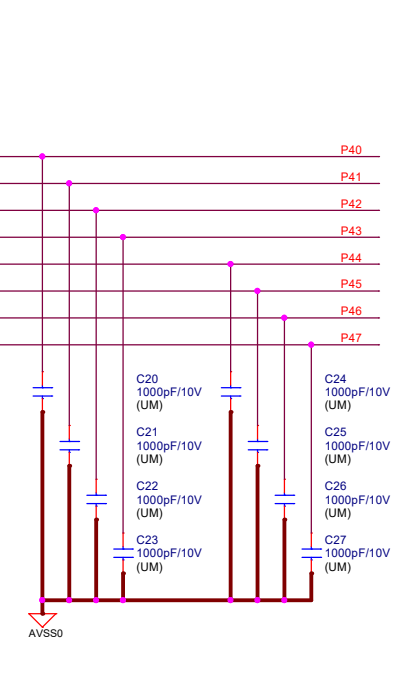 P40
P41
P42
P43
P44
P45
P46
P47
C20
1000pF/10V
(UM)
C21
1000pF/10V
(UM)
C22
1000pF/10V
(UM)
C23
1000pF/10V
(UM)
C24
1000pF/10V
(UM)
C25
1000pF/10V
(UM)
C26
1000pF/10V
(UM)
C27
1000pF/10V
(UM)
AVSS0